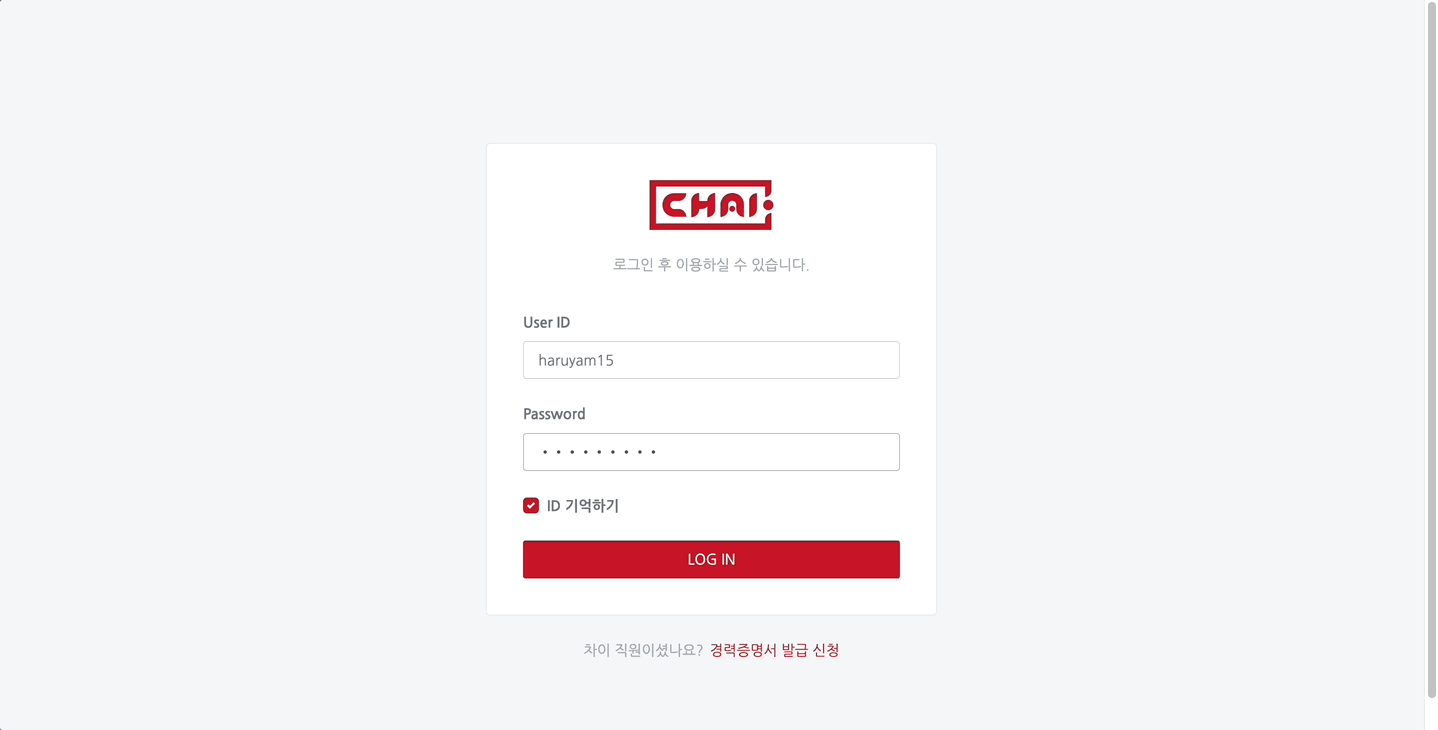 CHAI
로그인 후 이용하실 수 있습니다.
User ID
haruyam15
Password
ID 기억하기
LOG IN
차이 직원이셨나요? 경력증명서 발급 신청